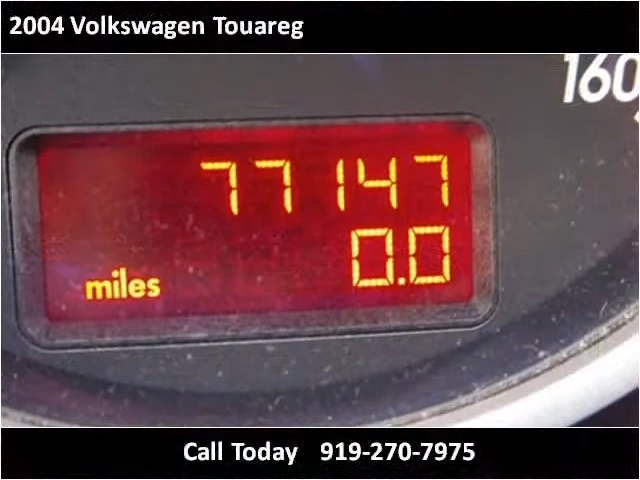 2004 Volkswagen Touareg
160
77147
0.0
miles
Call Today 919-270-7975